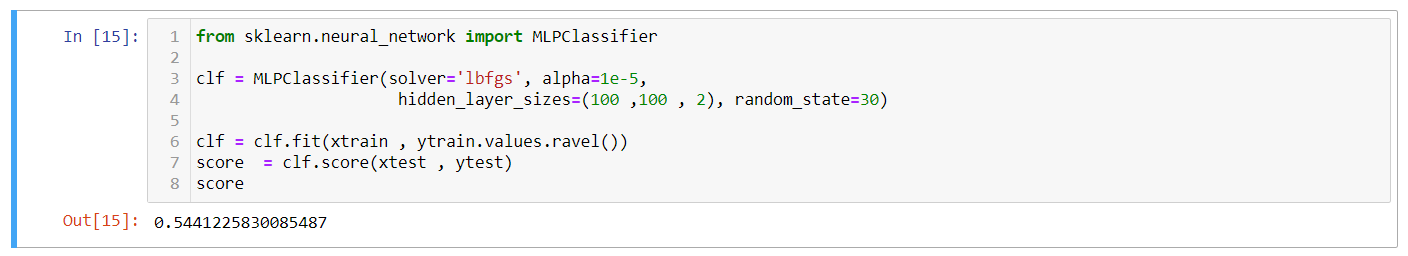 In [15]:
1 from sklearn.neural_network import MLPClassifier
2
3 clf = MLPClassifier(solver='lbfgs', alpha=1e-5,
4                     hidden_layer_sizes=(100 ,100 , 2), random_state=30)
5
6 clf = clf.fit(xtrain , ytrain.values.ravel())
7 score  = clf.score(xtest , ytest)
8 score
Out[15]: 0.5441225830085487